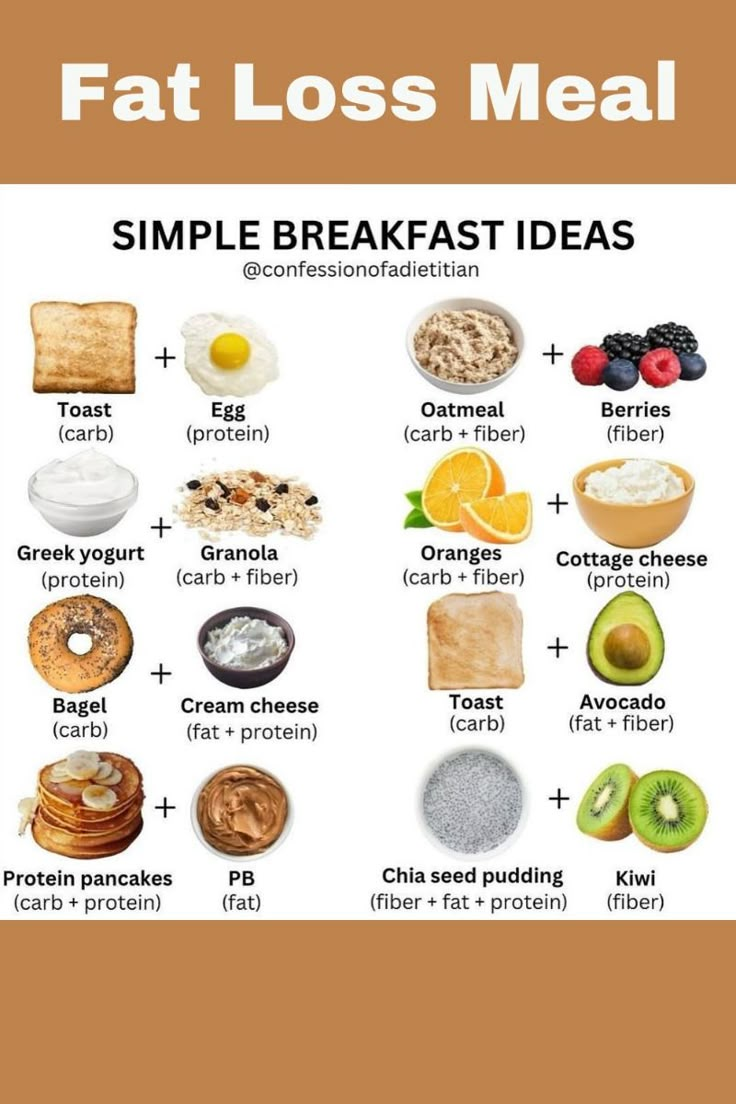 Fat Loss Meal
SIMPLE BREAKFAST IDEAS
@confessionofadietitian
+
+
Toast
Egg
Oatmeal
Berries
(carb)
(protein)
(carb + fiber)
(fiber)
+
+
Greek yogurt
Granola
Oranges
Cottage cheese
(protein)
(carb + fiber)
(carb + fiber)
(protein)
+
+
Bagel
Cream cheese
Toast
Avocado
(carb)
(fat + protein)
(carb)
(fat + fiber)
+
+
Protein pancakes
PB
Chia seed pudding
Kiwi
(carb + protein)
(fat)
(fiber + fat + protein)
(fiber)